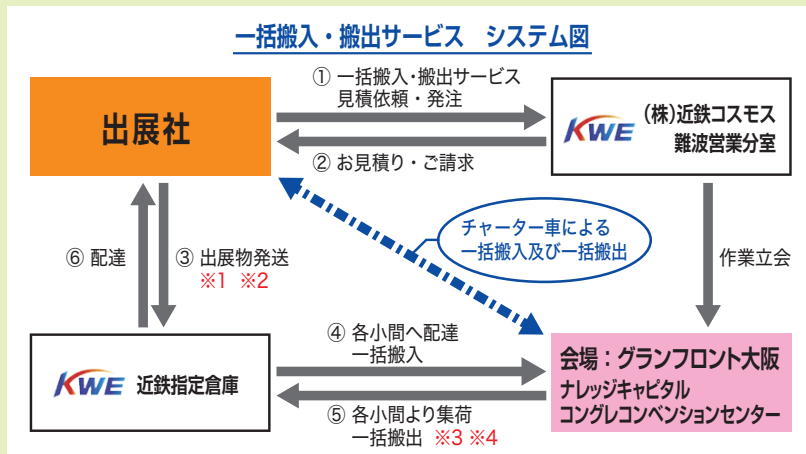 一括搬入・搬出サービス　システム図
① 一括搬入・搬出サービス
見積依頼・発注
出展社
KWE
(株)近鉄コスモス
難波営業分室
② お見積り・ご請求
チャーター車による
一括搬入及び一括搬出
⑥ 配達
③ 出展物発送
※1 ※2
作業立会
④ 各小間へ配達
一括搬入
KWE 近鉄指定倉庫
会場：グランフロント大阪
ナレッジキャピタル
コングレコンベンションセンター
⑤ 各小間より集荷
一括搬出 ※3 ※4